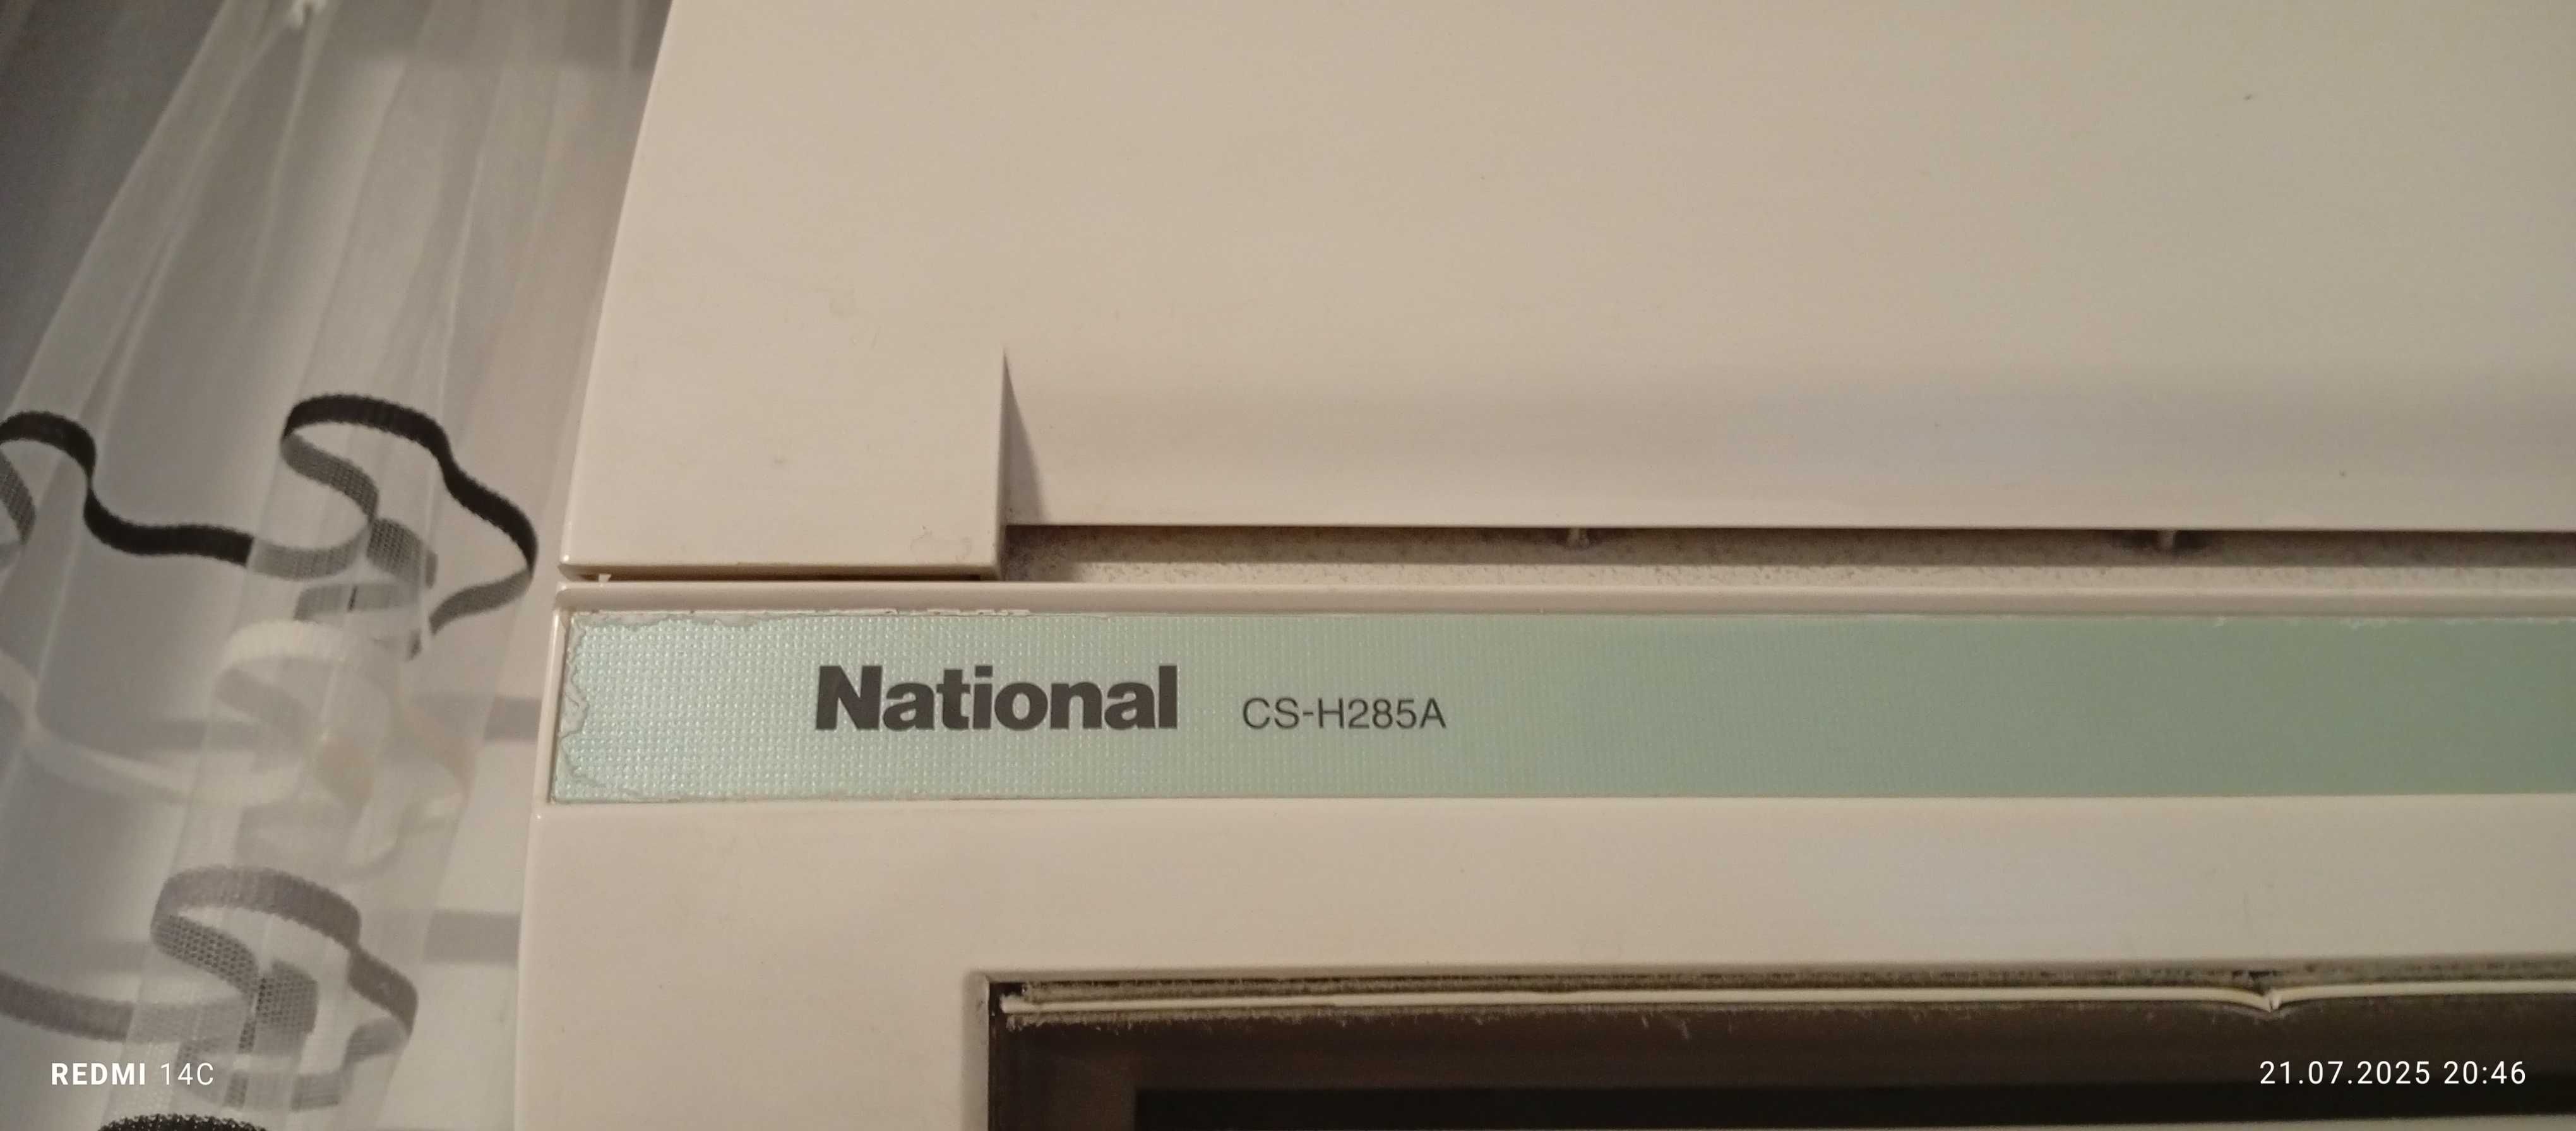 National CS-H285A
REDMI 14C
21.07.2025 20:46